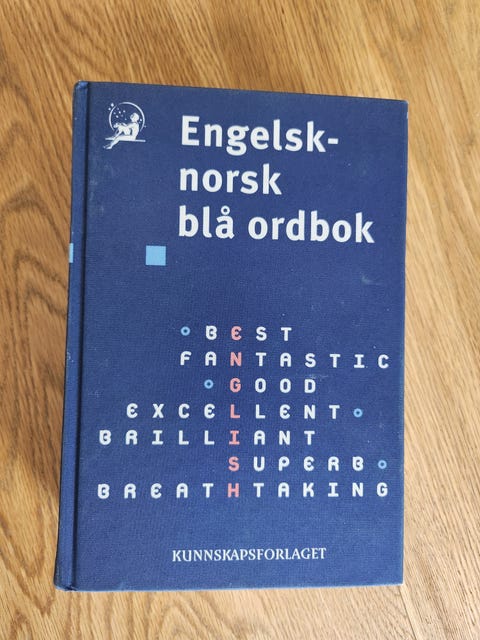 Engelsk-
norsk
blå ordbok
BEST
FANTASTIC
GOOD
EXCELLENT
BRILLIANT
SUPERB
BREATHTAKING
KUNNSKAPSFORLAGET